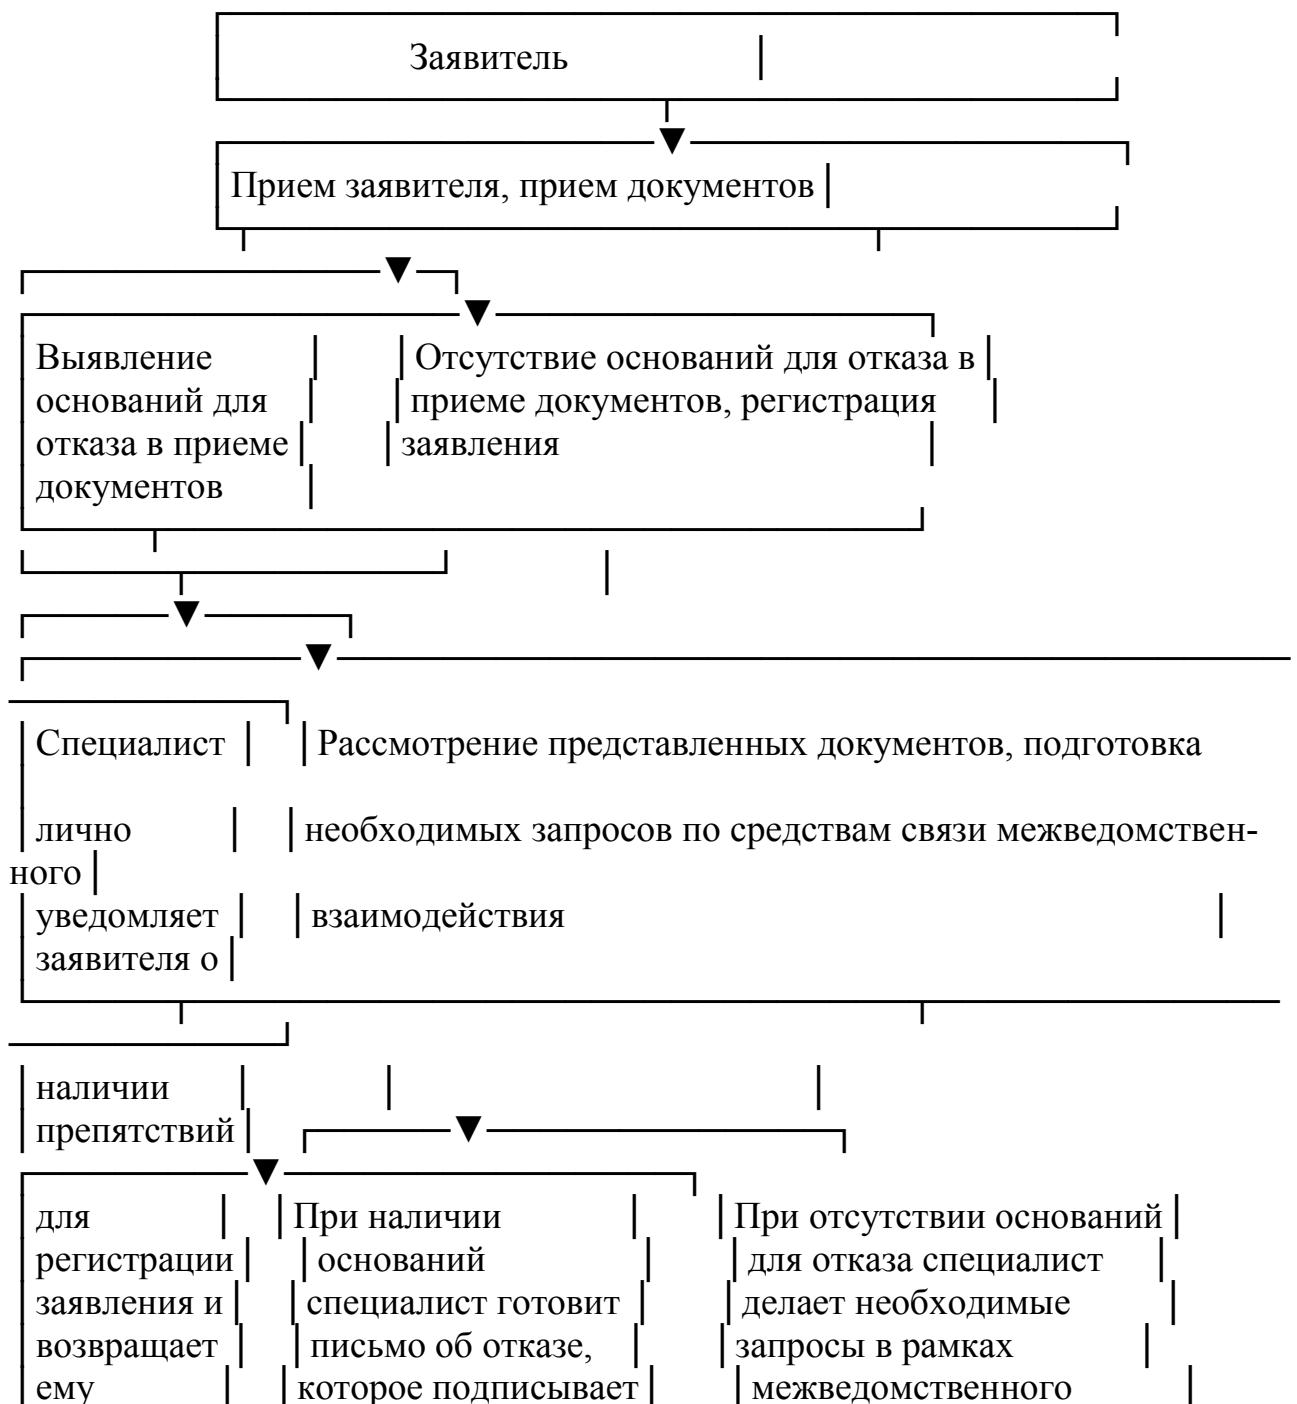 Заявитель
Прием заявителя, прием документов
Выявление Отсутствие оснований для отказа в
оснований для приеме документов, регистрация
отказа в приеме заявления
документов
Специалист Рассмотрение представленных документов, подготовка
лично необходимых запросов по средствам связи межведомствен-
ного
уведомляет взаимодействия
заявителя о
наличии
препятствий
для При наличии При отсутствии оснований
регистрации оснований для отказа специалист
заявления и специалист готовит делает необходимые
возвращает письмо об отказе, запросы в рамках
ему которое подписывает межведомственного